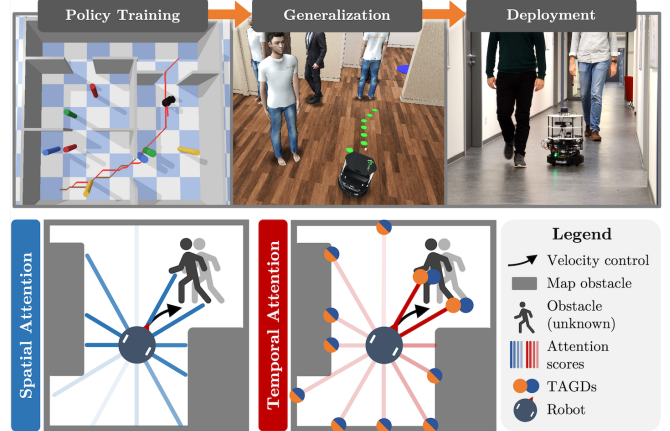 Policy Training
Generalization
Deployment
Spatial Attention
Temporal Attention
Legend
Velocity control
Map obstacle
Obstacle
(unknown)
Attention
scores
TAGDs
Robot